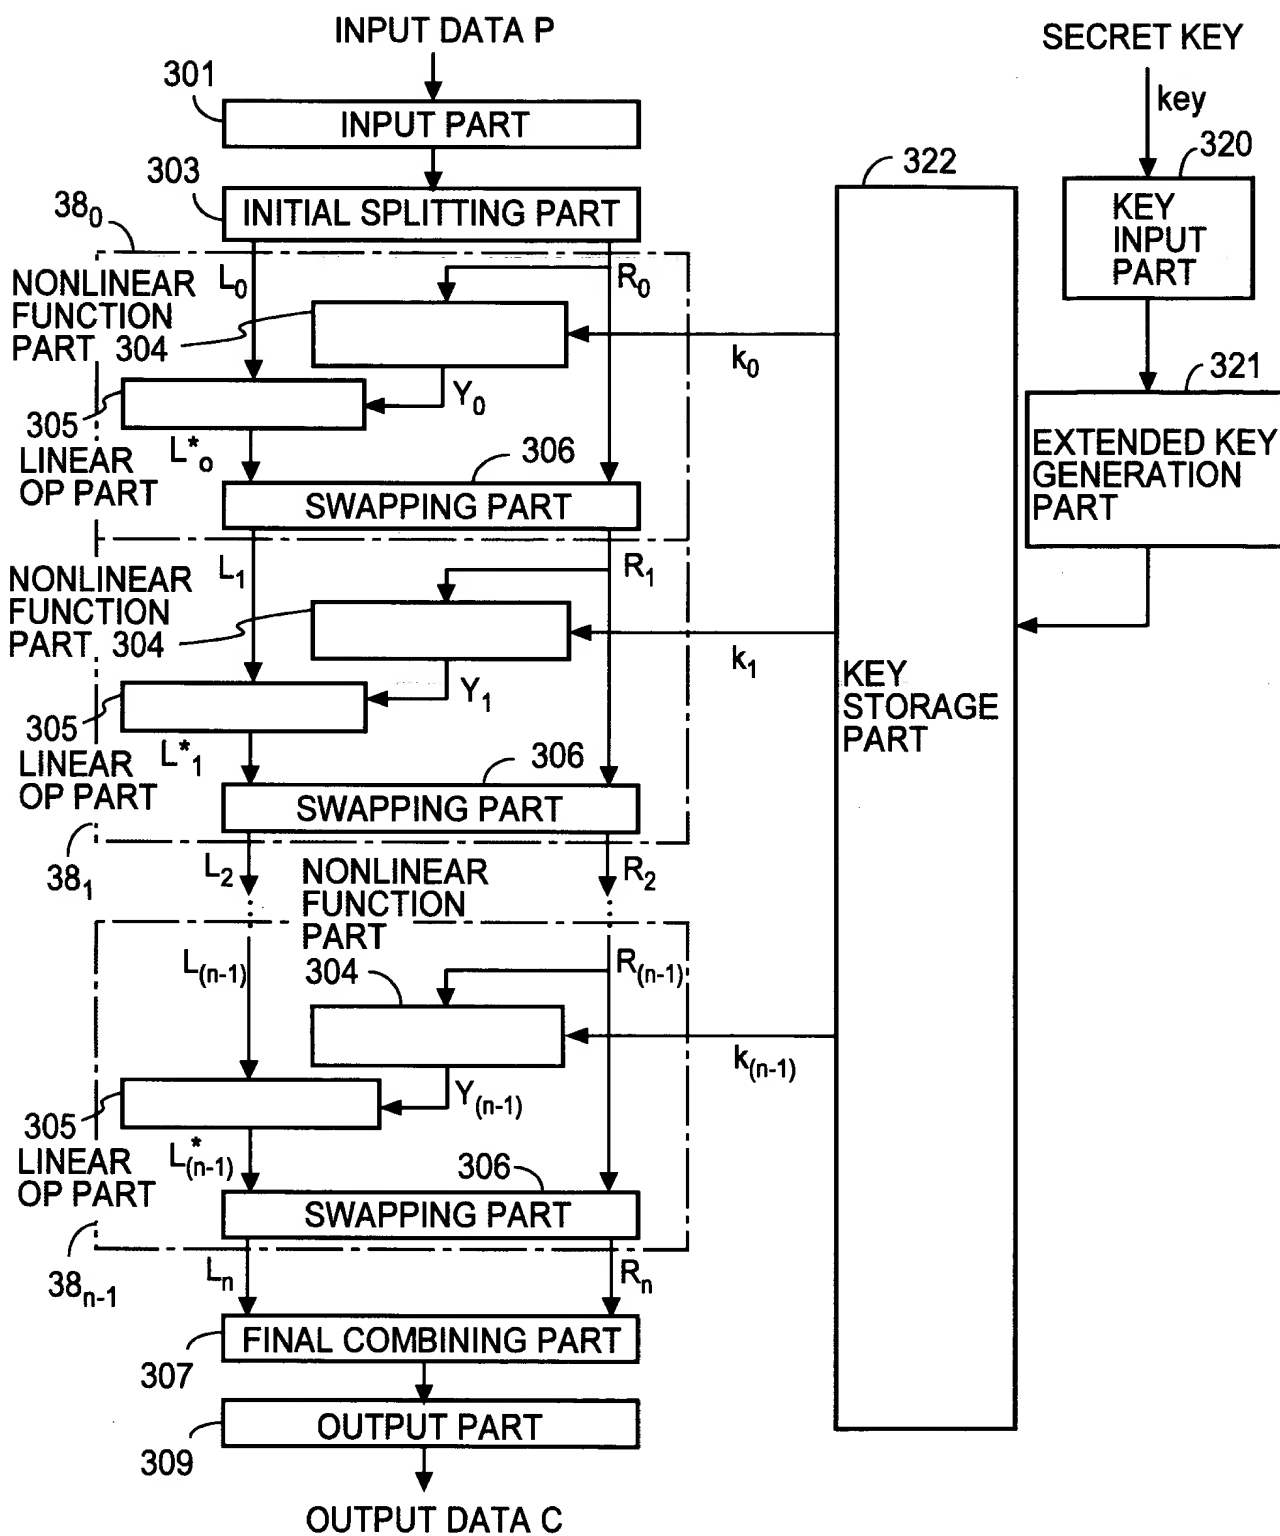 INPUT DATA P
SECRET KEY
key
301
INPUT PART
320
KEY
INPUT
PART
322
303
INITIAL SPLITTING PART
38₀
L₀
R₀
NONLINEAR
FUNCTION
PART 304
k₀
321
EXTENDED KEY
GENERATION
PART
Y₀
305
LINEAR
OP PART
L*ₒ
306
SWAPPING PART
L₁
R₁
NONLINEAR
FUNCTION
PART 304
k₁
KEY
STORAGE
PART
Y₁
305
LINEAR
OP PART
L*₁
306
SWAPPING PART
38₁
L₂
R₂
NONLINEAR
FUNCTION
PART
304
L(n-1)
R(n-1)
k(n-1)
Y(n-1)
305
LINEAR
OP PART
L*(n-1)
306
SWAPPING PART
38n-1
Ln
Rn
FINAL COMBINING PART
307
OUTPUT PART
309
OUTPUT DATA C